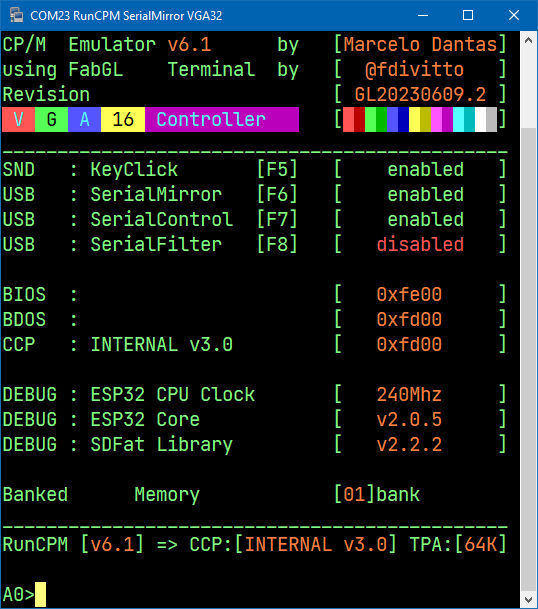 COM23 RunCPM SerialMirror VGA32
CP/M Emulator v6.1 by [Marcelo Dantas]
using FabGL Terminal by [ @fdivitto ]
Revision [ GL20230609.2 ]
V G A 16 Controller [ ]
SND : KeyClick [F5] [ enabled ]
USB : SerialMirror [F6] [ enabled ]
USB : SerialControl [F7] [ enabled ]
USB : SerialFilter [F8] [ disabled ]
BIOS : [ 0xfe00 ]
BDOS : [ 0xfd00 ]
CCP : INTERNAL v3.0 [ 0xfd00 ]
DEBUG : ESP32 CPU Clock [ 240Mhz ]
DEBUG : ESP32 Core [ v2.0.5 ]
DEBUG : SDFat Library [ v2.2.2 ]
Banked Memory [01]bank
RunCPM [v6.1] => CCP:[INTERNAL v3.0] TPA:[64K]
A0>